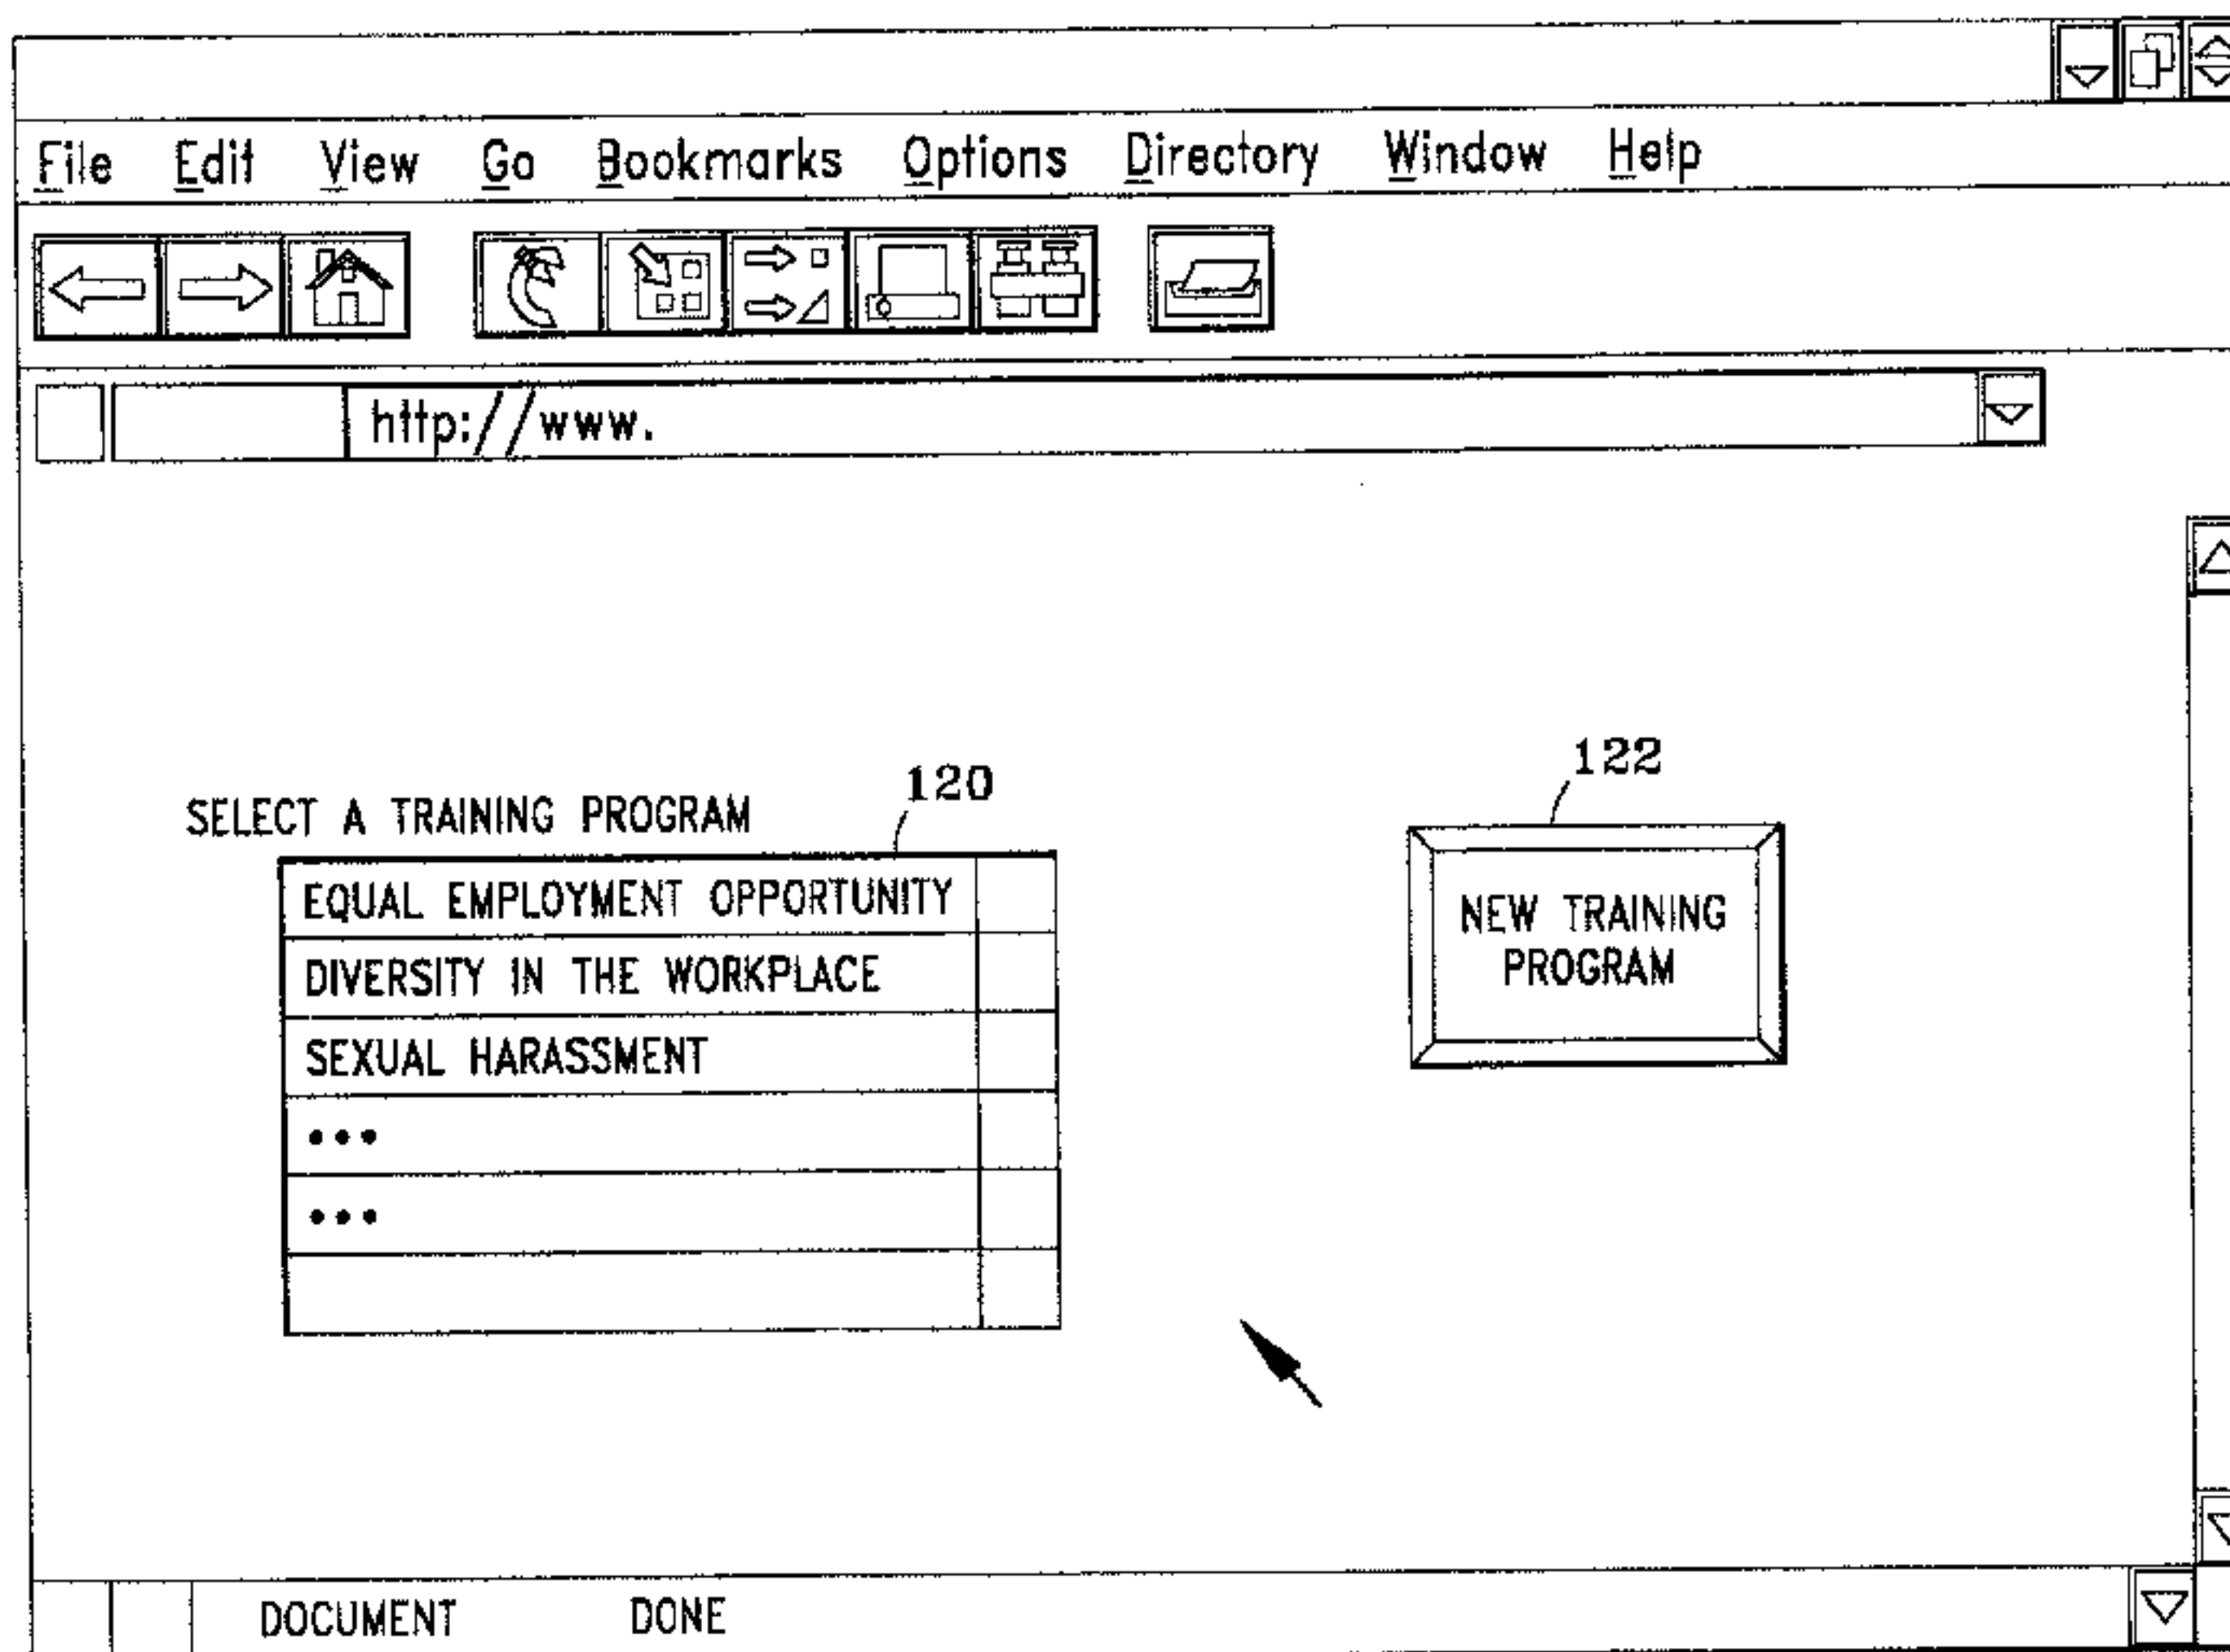 File Edit View Go Bookmarks Options Directory Window Help
http://www.
120
122
SELECT A TRAINING PROGRAM
EQUAL EMPLOYMENT OPPORTUNITY
DIVERSITY IN THE WORKPLACE
SEXUAL HARASSMENT
•••
•••
NEW TRAINING
PROGRAM
DOCUMENT DONE